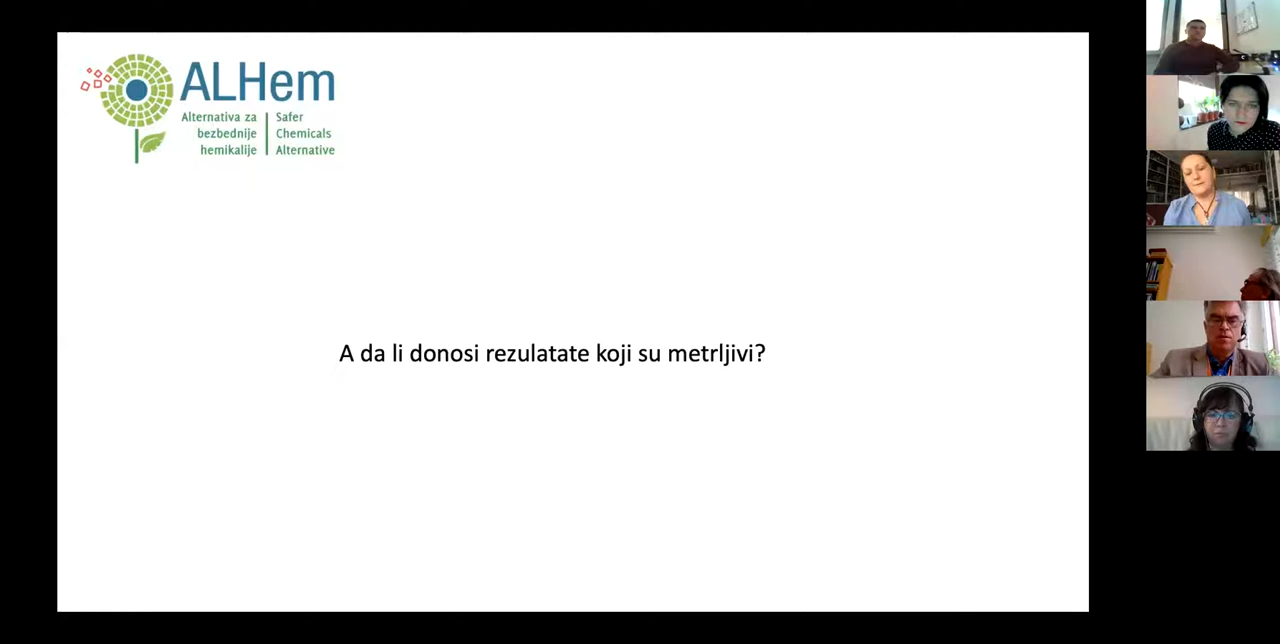 ALHem
Alternativa za
bezbednije
hemikalije
Safer
Chemicals
Alternative
A da li donosi rezulatate koji su metrljivi?